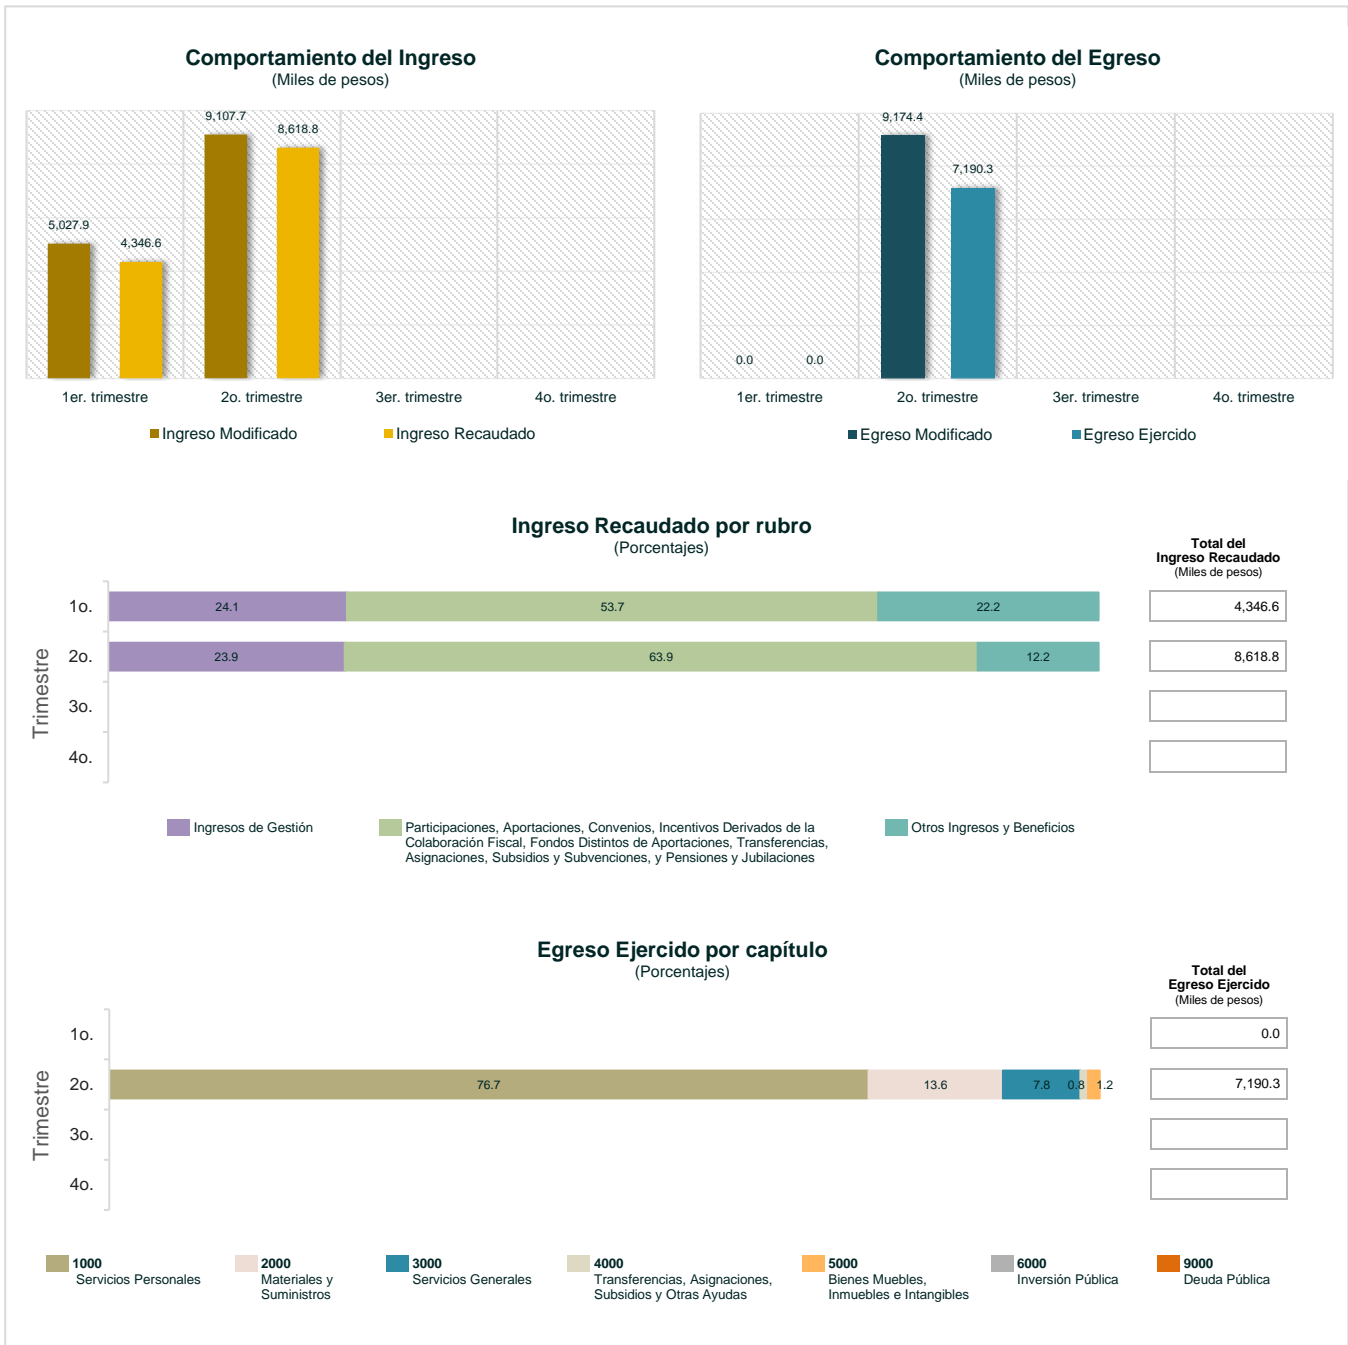 Comportamiento del Ingreso
(Miles de pesos)
9,107.7
8,618.8
5,027.9
4,346.6
1er. trimestre
2o. trimestre
3er. trimestre
4o. trimestre
Ingreso Modificado
Ingreso Recaudado
Comportamiento del Egreso
(Miles de pesos)
9,174.4
7,190.3
0.0
0.0
1er. trimestre
2o. trimestre
3er. trimestre
4o. trimestre
Egreso Modificado
Egreso Ejercido
Ingreso Recaudado por rubro
(Porcentajes)
Total del
Ingreso Recaudado
(Miles de pesos)
Trimestre
1o.
24.1
53.7
22.2
4,346.6
2o.
23.9
63.9
12.2
8,618.8
3o.
4o.
Ingresos de Gestión
Participaciones, Aportaciones, Convenios, Incentivos Derivados de la
Colaboración Fiscal, Fondos Distintos de Aportaciones, Transferencias,
Asignaciones, Subsidios y Subvenciones, y Pensiones y Jubilaciones
Otros Ingresos y Beneficios
Egreso Ejercido por capítulo
(Porcentajes)
Total del
Egreso Ejercido
(Miles de pesos)
Trimestre
1o.
0.0
2o.
76.7
13.6
7.8
0.8
1.2
7,190.3
3o.
4o.
1000
Servicios Personales
2000
Materiales y
Suministros
3000
Servicios Generales
4000
Transferencias, Asignaciones,
Subsidios y Otras Ayudas
5000
Bienes Muebles,
Inmuebles e Intangibles
6000
Inversión Pública
9000
Deuda Pública